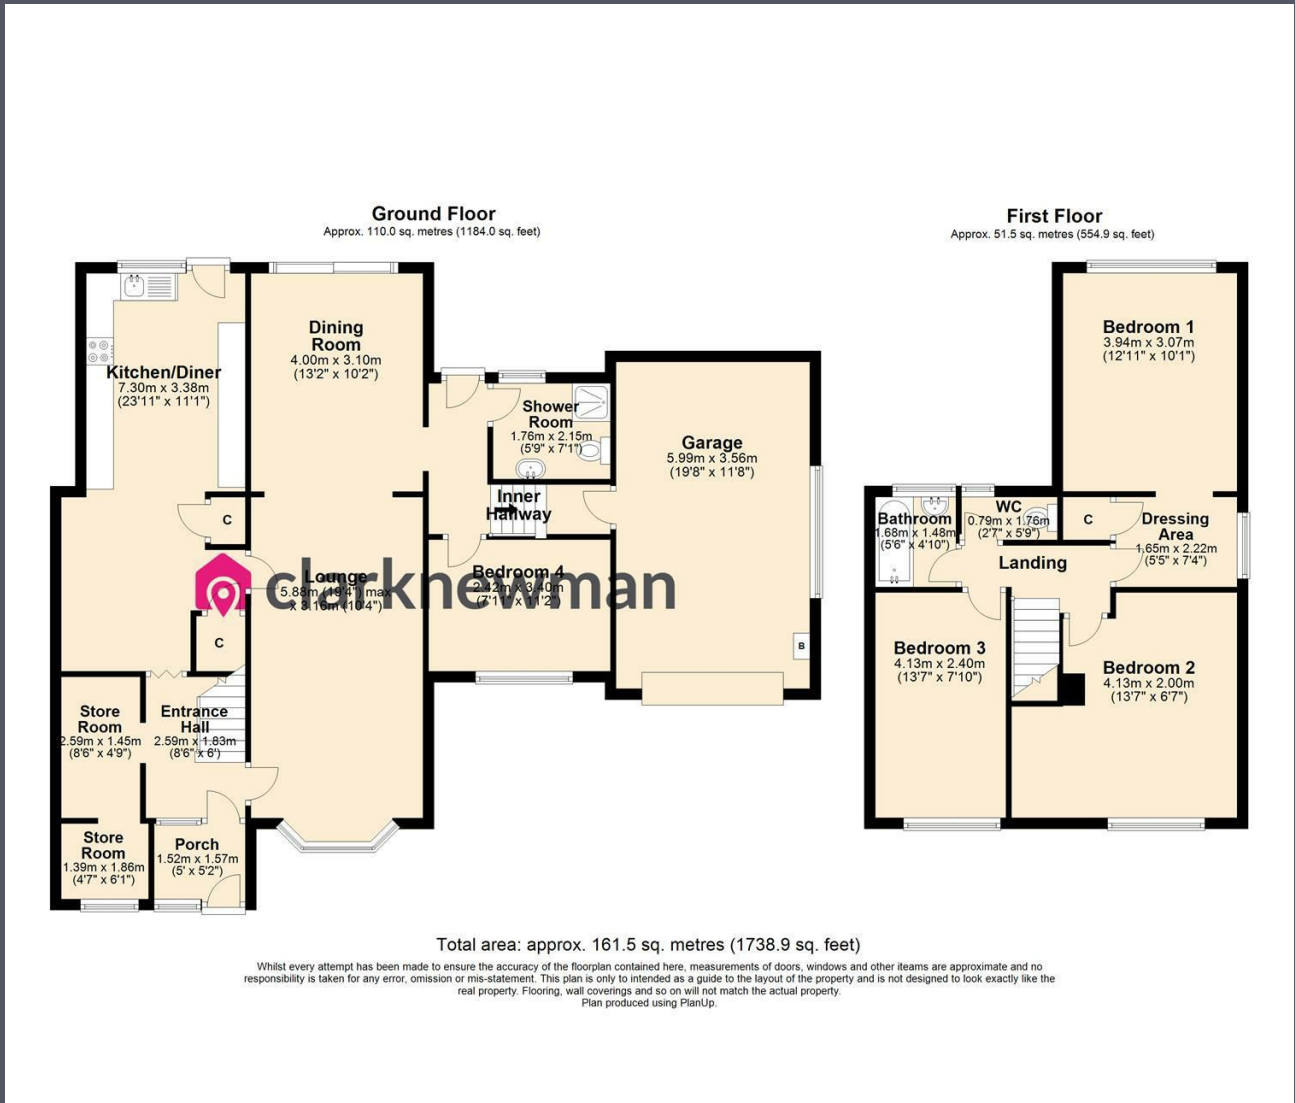 Ground Floor
Approx. 110.0 sq. metres (1184.0 sq. feet)
First Floor
Approx. 51.5 sq. metres (554.9 sq. feet)
Dining
Room
4.00m x 3.10m
(13'2" x 10'2")
Kitchen/Diner
7.30m x 3.38m
(23'11" x 11'1")
Shower
Room
1.76m x 2.15m
(5'9" x 7'1")
Garage
5.99m x 3.56m
(19'8" x 11'8")
Inner
Hallway
C
Lounge
5.88m (19'4") max
x 3.16m (10'4")
Bedroom 4
2.42m x 3.40m
(7'11" x 11'2")
clarknewman
C
B
Store
Room
2.59m x 1.45m
(8'6" x 4'9")
Entrance
Hall
2.59m x 1.83m
(8'6" x 6')
Store
Room
1.39m x 1.86m
(4'7" x 6'1")
Porch
1.52m x 1.57m
(5' x 5'2")
Bedroom 1
3.94m x 3.07m
(12'11" x 10'1")
Bathroom
1.68m x 1.48m
(5'6" x 4'10")
WC
0.79m x 1.76m
(2'7" x 5'9")
C
Dressing
Area
1.65m x 2.22m
(5'5" x 7'4")
Landing
Bedroom 3
4.13m x 2.40m
(13'7" x 7'10")
Bedroom 2
4.13m x 2.00m
(13'7" x 6'7")
Total area: approx. 161.5 sq. metres (1738.9 sq. feet)
Whilst every attempt has been made to ensure the accuracy of the floorplan contained here, measurements of doors, windows and other iteams are approximate and no
responsibility is taken for any error, omission or mis-statement. This plan is only to intended as a guide to the layout of the property and is not designed to look exactly like the
real property. Flooring, wall coverings and so on will not match the actual property.
Plan produced using PlanUp.